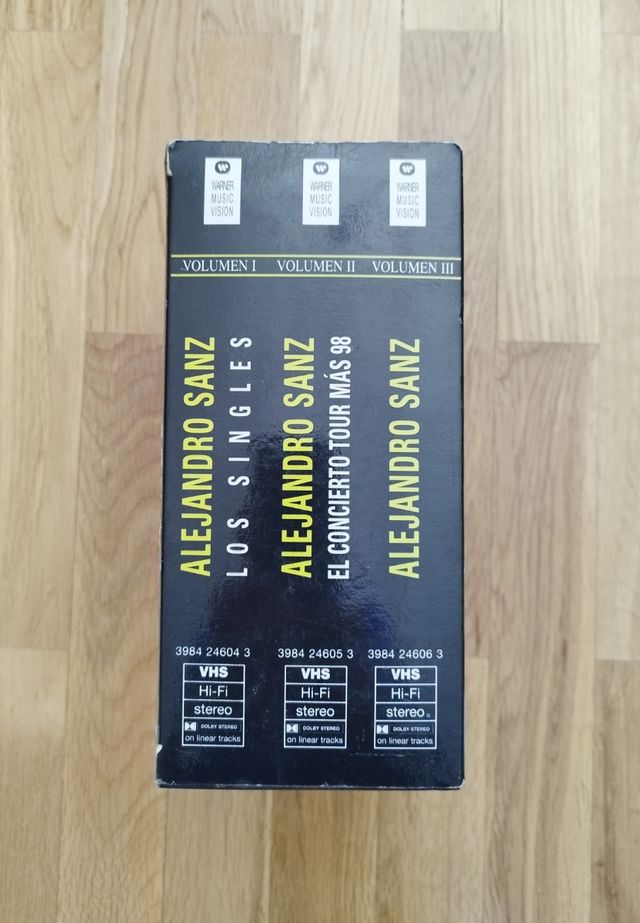 W
WARNER
MUSIC
VISION
VOLUMEN I
ALEJANDRO SANZ
LOS SINGLES
3984 24604 3
VHS
Hi-Fi
stereo
DOLBY STEREO
on linear tracks
W
WARNER
MUSIC
VISION
VOLUMEN II
ALEJANDRO SANZ
EL CONCIERTO TOUR MÁS 98
3984 24605 3
VHS
Hi-Fi
stereo
DOLBY STEREO
on linear tracks
W
WARNER
MUSIC
VISION
VOLUMEN III
ALEJANDRO SANZ
3984 24606 3
VHS
Hi-Fi
stereo
DOLBY STEREO
on linear tracks